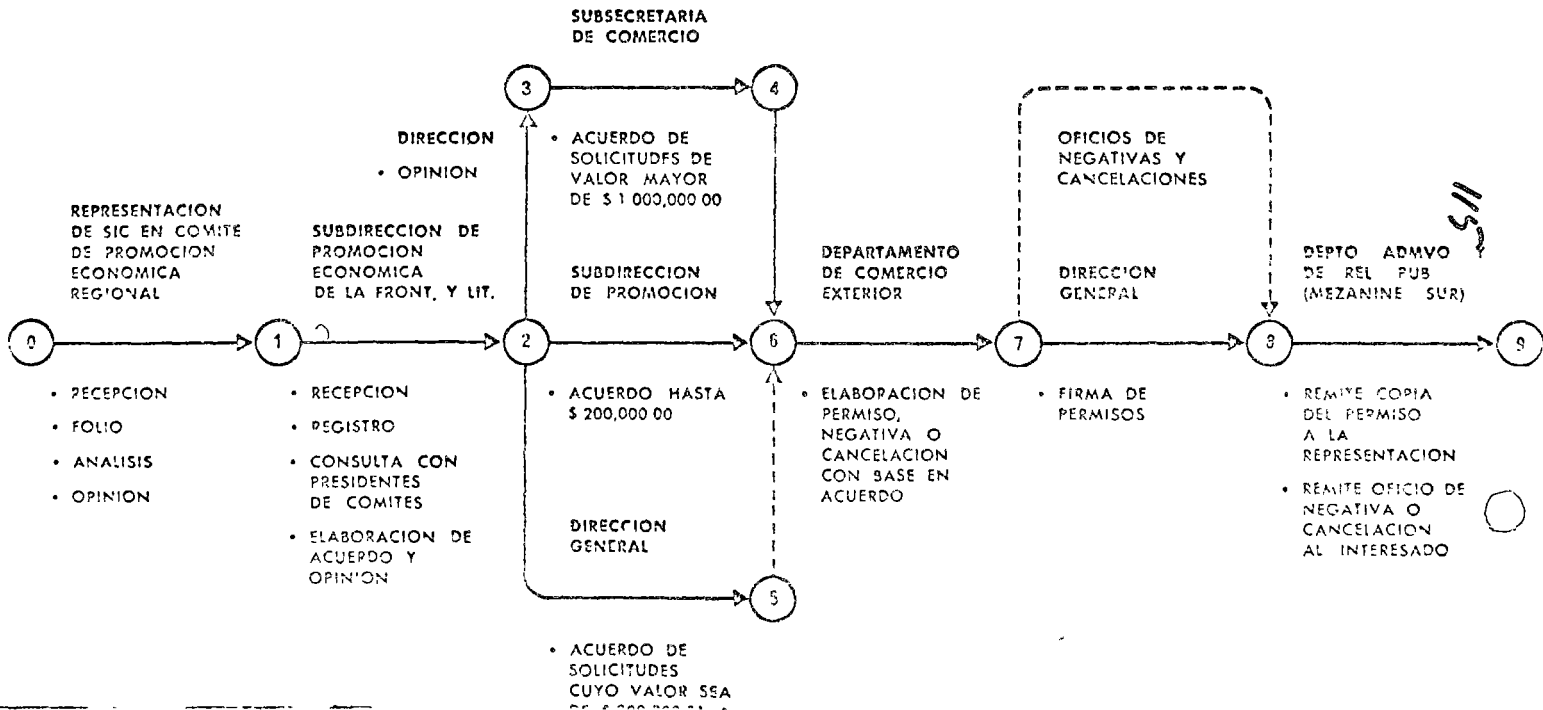 SUBSECRETARIA
DE COMERCIO
3
4
DIRECCION
• OPINION
• ACUERDO DE
SOLICITUDES DE
VALOR MAYOR
DE $ 1 000,000 00
OFICIOS DE
NEGATIVAS Y
CANCELACIONES
REPRESENTACION
DE SIC EN COMITE
DE PROMOCION
ECONOMICA
REGIONAL
SUBDIRECCION DE
PROMOCION
ECONOMICA
DE LA FRONT, Y LIT.
SUBDIRECCION
DE PROMOCION
DEPARTAMENTO
DE COMERCIO
EXTERIOR
DIRECCION
GENERAL
DEPTO ADMVO Y
DE REL PUB
(MEZANINE SUR)
0
1
2
6
7
8
9
• RECEPCION
• FOLIO
• ANALISIS
• OPINION
• RECEPCION
• REGISTRO
• CONSULTA CON
PRESIDENTES
DE COMITES
• ELABORACION DE
ACUERDO Y
OPINION
• ACUERDO HASTA
$ 200,000 00
• ELABORACION DE
PERMISO,
NEGATIVA O
CANCELACION
CON BASE EN
ACUERDO
• FIRMA DE
PERMISOS
• REMITE COPIA
DEL PERMISO
A LA
REPRESENTACION
• REMITE OFICIO DE
NEGATIVA O
CANCELACION
AL INTERESADO
DIRECCION
GENERAL
5
• ACUERDO DE
SOLICITUDES
CUYO VALOR SEA